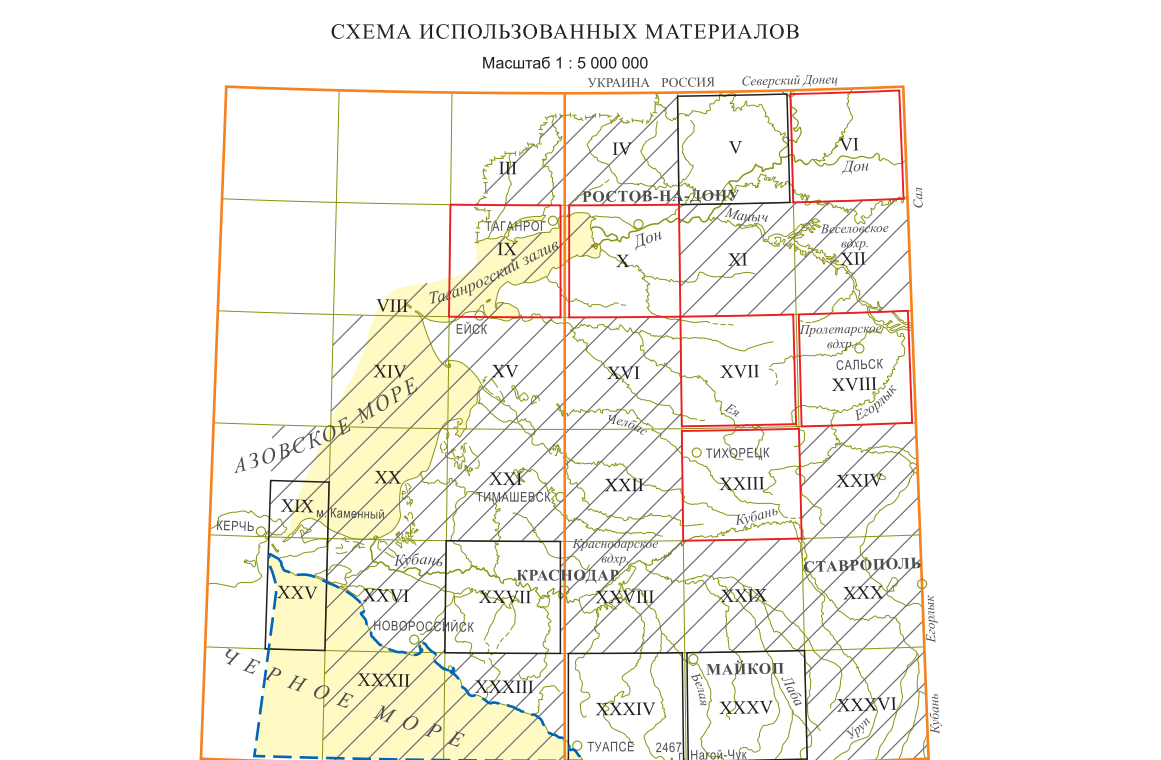 СХЕМА ИСПОЛЬЗОВАННЫХ МАТЕРИАЛОВ
Масштаб 1 : 5 000 000
УКРАИНА РОССИЯ Северский Донец
III
IV
V
VI
Дон
РОСТОВ-НА-ДОНУ
Сал
ТАГАНРОГ
Маныч
Веселовское
вдхр.
IX
Таганрогский залив
Дон
X
XI
XII
VIII
ЕЙСК
Пролетарское
вдхр.
САЛЬСК
XIV
XV
XVI
XVII
XVIII
Егорлык
Ея
Челбас
АЗОВСКОЕ МОРЕ
ТИХОРЕЦК
XX
XXI
XXII
XXIII
XXIV
ТИМАШЕВСК
XIX
м. Каменный
КЕРЧЬ
Кубань
Краснодарское
вдхр.
Кубань
КРАСНОДАР
СТАВРОПОЛЬ
XXV
XXVI
XXVII
XXVIII
XXIX
XXX
Егорлык
НОВОРОССИЙСК
ЧЕРНОЕ МОРЕ
XXXII
XXXIII
МАЙКОП
Белая
Лаба
XXXIV
XXXV
XXXVI
Уруп
Кубань
ТУАПСЕ
2467
г. Нагой-Чук